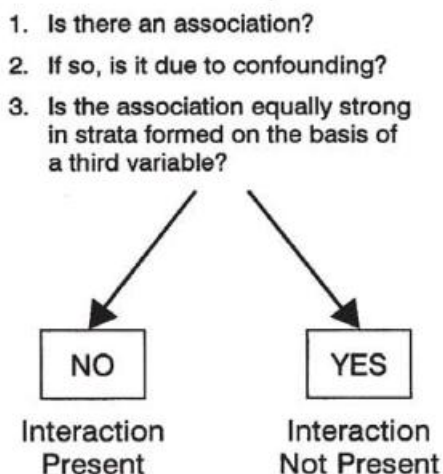 1. Is there an association?
2. If so, is it due to confounding?
3. Is the association equally strong
in strata formed on the basis of
a third variable?
NO
YES
Interaction
Present
Interaction
Not Present